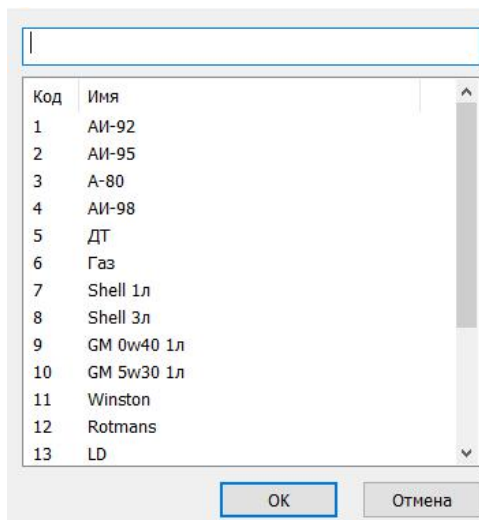 Код Имя
1 АИ-92
2 АИ-95
3 А-80
4 АИ-98
5 ДТ
6 Газ
7 Shell 1л
8 Shell 3л
9 GM 0w40 1л
10 GM 5w30 1л
11 Winston
12 Rotmans
13 LD
OK Отмена